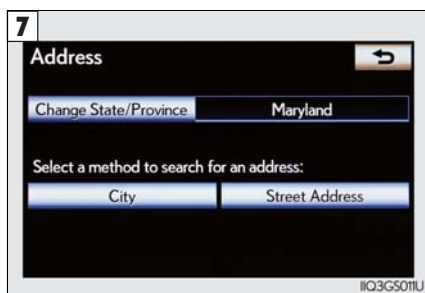 7
Address
Change State/Province Maryland
Select a method to search for an address:
City Street Address
IIQ3GS011U